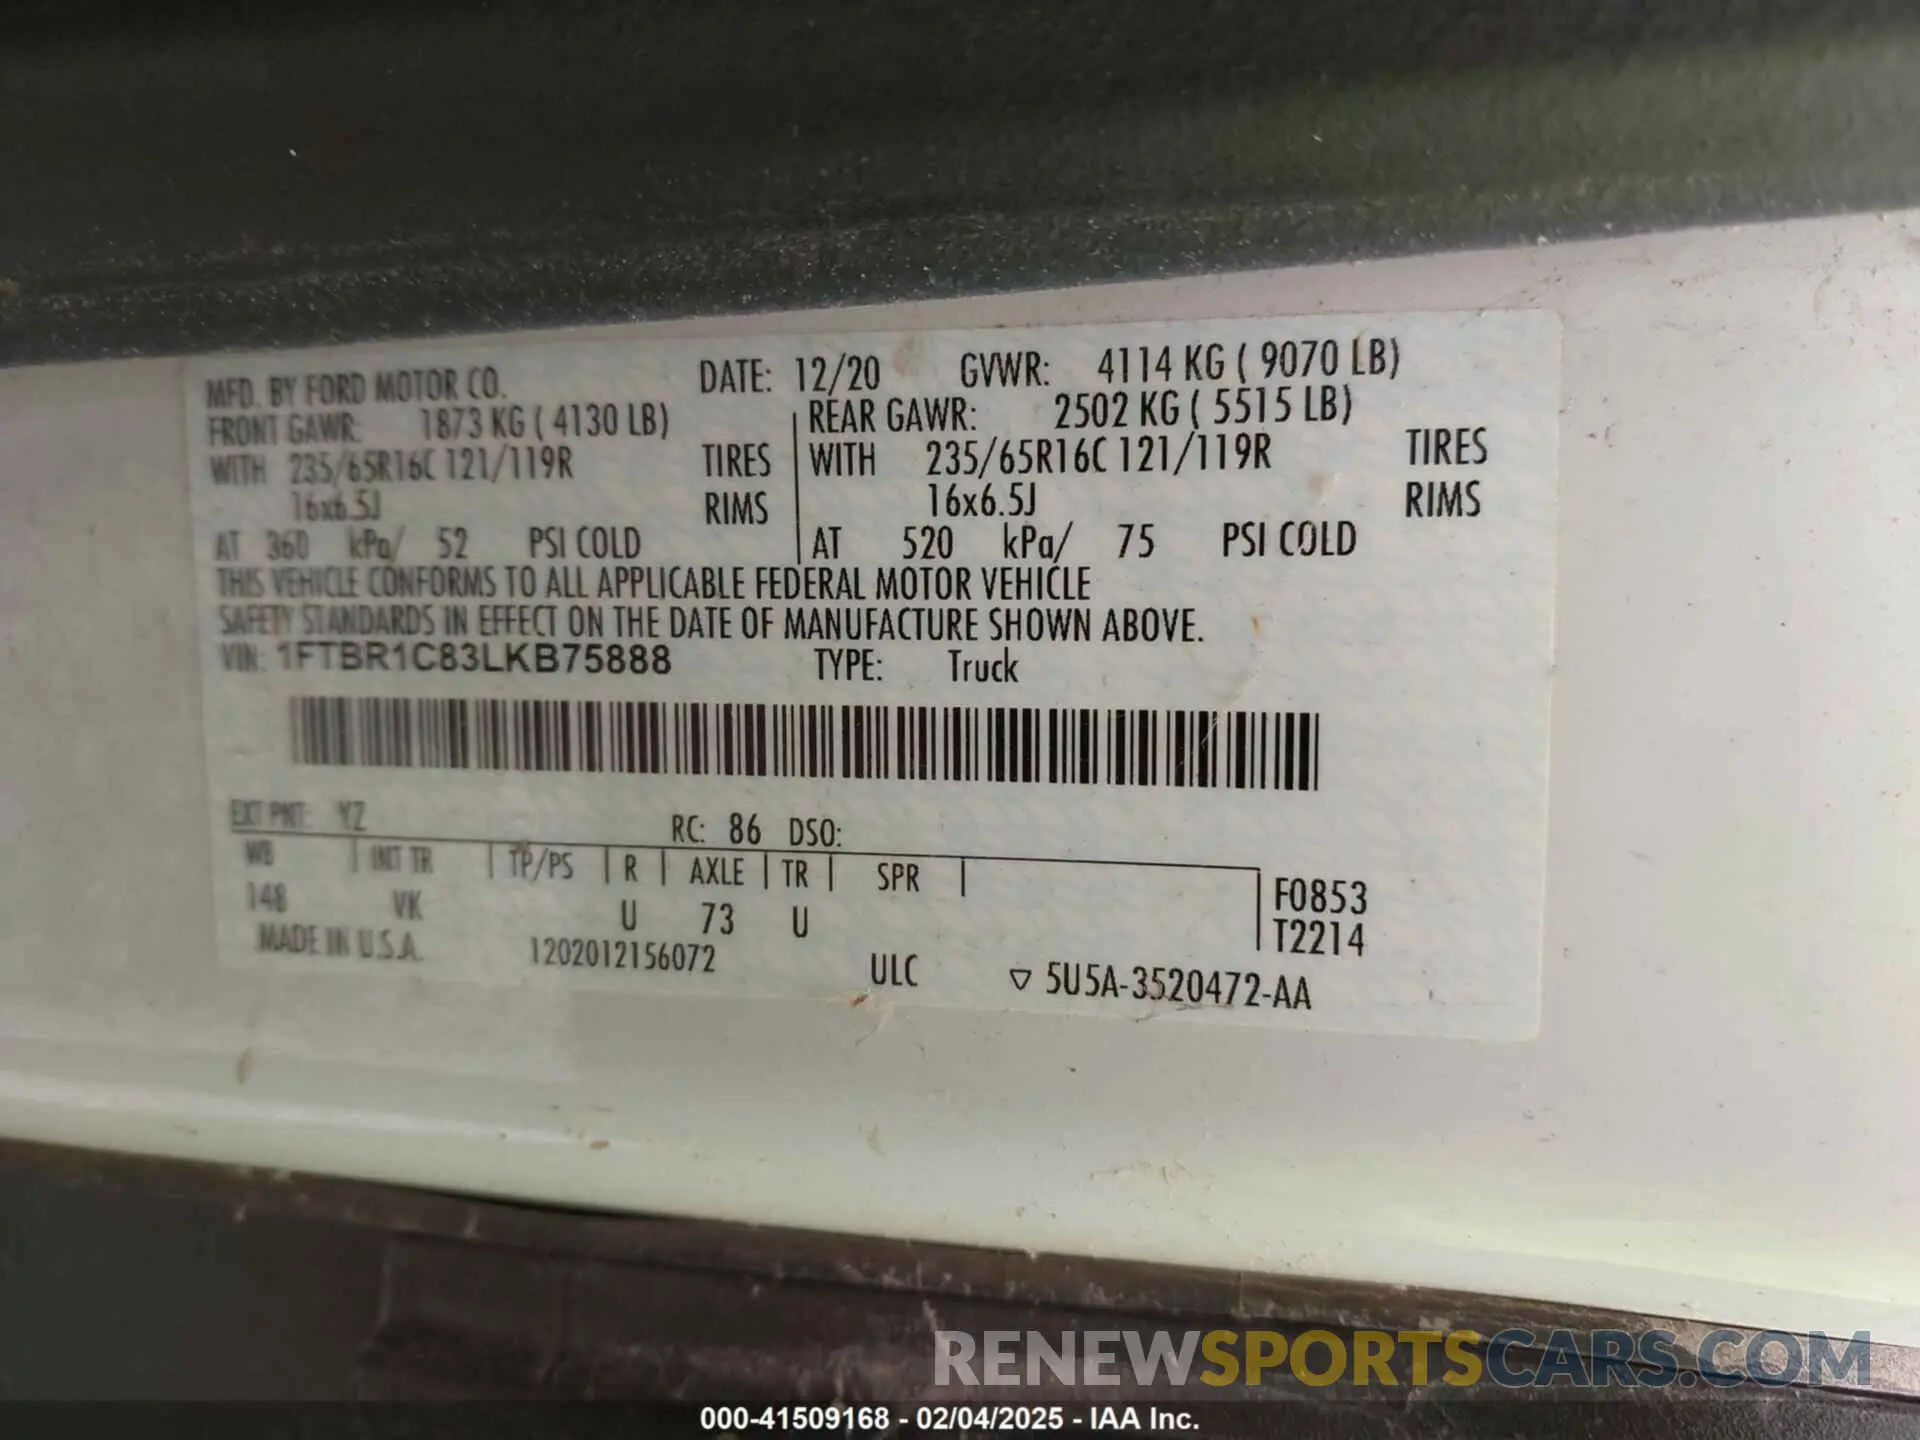 MFD. BY FORD MOTOR CO. DATE: 12/20 GVWR: 4114 KG ( 9070 LB)
FRONT GAWR: 1873 KG ( 4130 LB) REAR GAWR: 2502 KG ( 5515 LB)
WITH 235/65R16C 121/119R TIRES WITH 235/65R16C 121/119R TIRES
16x6.5J RIMS 16x6.5J RIMS
AT 360 kPa/ 52 PSI COLD AT 520 kPa/ 75 PSI COLD
THIS VEHICLE CONFORMS TO ALL APPLICABLE FEDERAL MOTOR VEHICLE
SAFETY STANDARDS IN EFFECT ON THE DATE OF MANUFACTURE SHOWN ABOVE.
VIN: 1FTBR1C83LKB75888 TYPE: Truck
EXT PNT: YZ RC: 86 DSO:
WB INT TR TP/PS R AXLE TR SPR
148 VK U 73 U
F0853
T2214
MADE IN U.S.A. 1202012156072 ULC ▽ 5U5A-3520472-AA
RENEWSPORTSCARS.COM
000-41509168 - 02/04/2025 - IAA Inc.